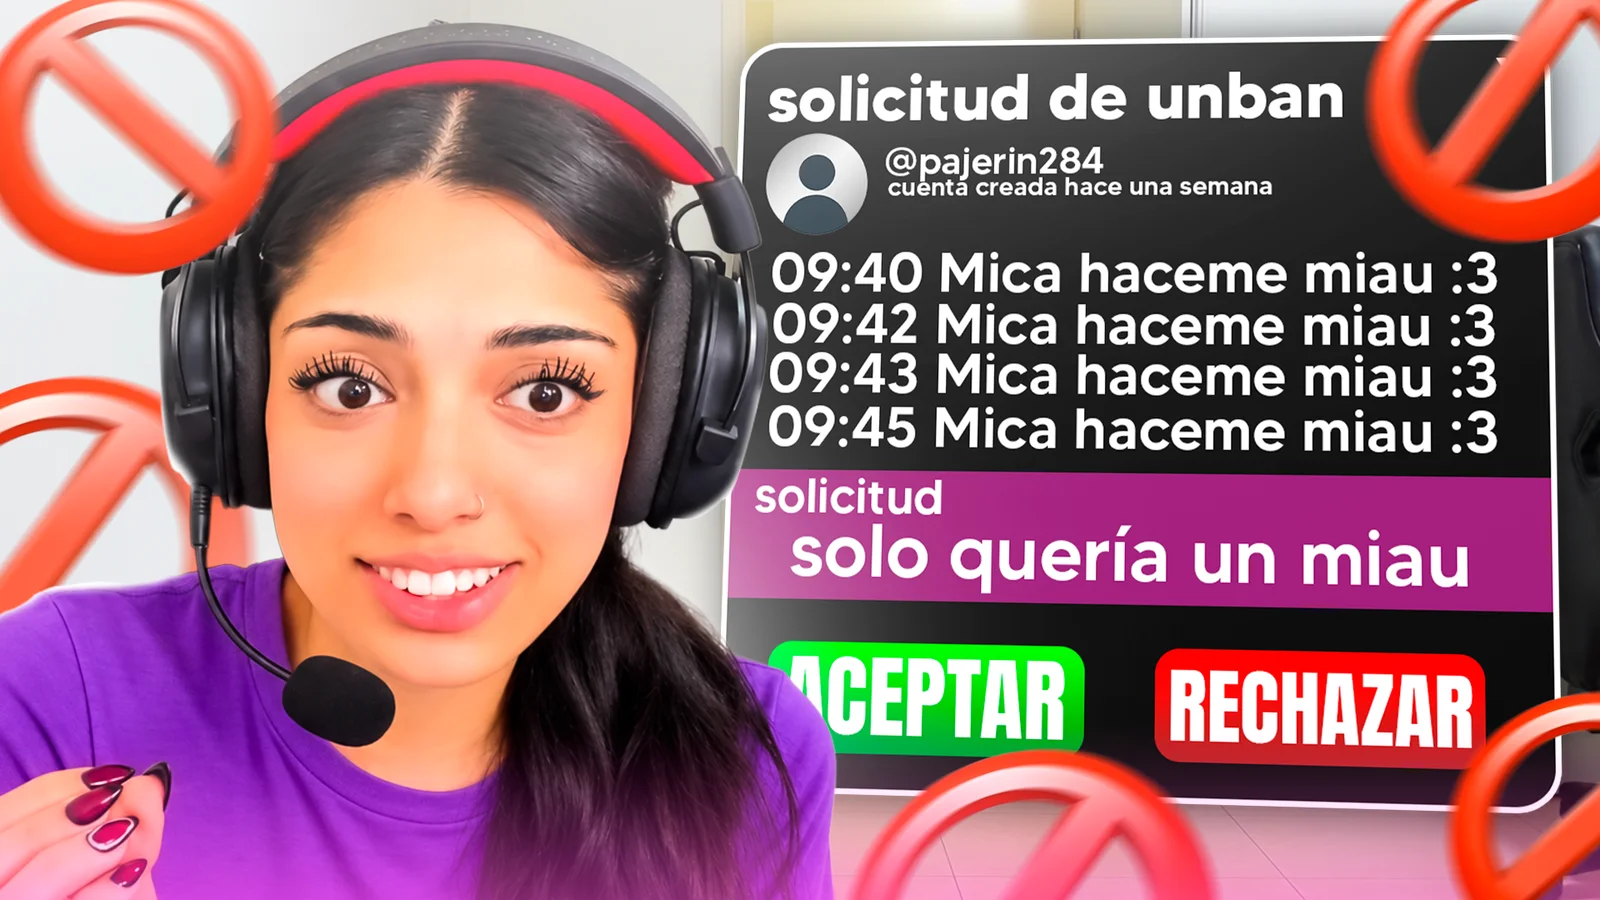 solicitud de unban
@pajerin284
cuenta creada hace una semana
09:40 Mica haceme miau :3
09:42 Mica haceme miau :3
09:43 Mica haceme miau :3
09:45 Mica haceme miau :3
solicitud
solo quería un miau
ACEPTAR
RECHAZAR